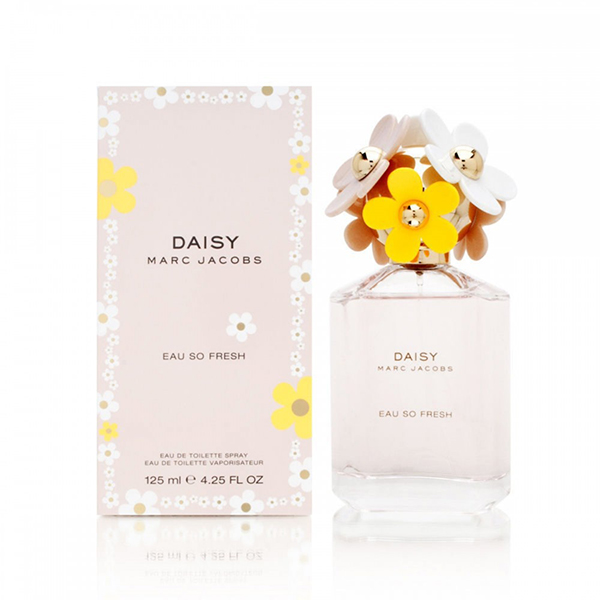 DAISY
MARC JACOBS
EAU SO FRESH
EAU DE TOILETTE SPRAY
EAU DE TOILETTE VAPORISATEUR
125 ml ℮ 4.25 FL OZ
DAISY
MARC JACOBS
EAU SO FRESH